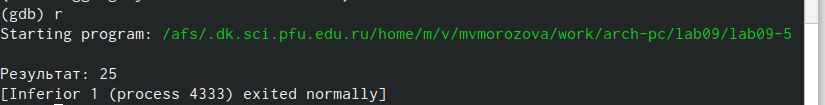 (gdb) r
Starting program: /afs/.dk.sci.pfu.edu.ru/home/m/v/mvmorozova/work/arch-pc/lab09/lab09-5
Результат: 25
[Inferior 1 (process 4333) exited normally]